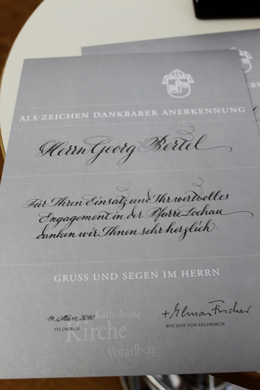 ALS ZEICHEN DANKBARER ANERKENNUNG
Herrn Georg Bertel
Für Ihren Einsatz und Ihr wertvolles
Engagement in der Pfarre Lochau
danken wir Ihnen sehr herzlich.
GRUSS UND SEGEN IM HERRN
14. März 2010
+ Elmar Fischer
FELDKIRCH
BISCHOF VON FELDKIRCH
Katholische
Kirche
Vorarlberg